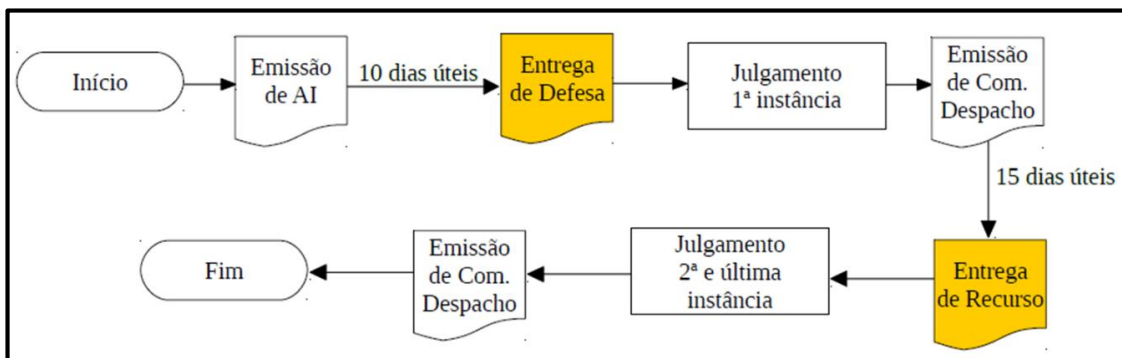 Início
Emissão
de AI
10 dias úteis
Entrega
de Defesa
Julgamento
1ª instância
Emissão
de Com.
Despacho
15 dias úteis
Entrega
de Recurso
Julgamento
2ª e última
instância
Emissão
de Com.
Despacho
Fim